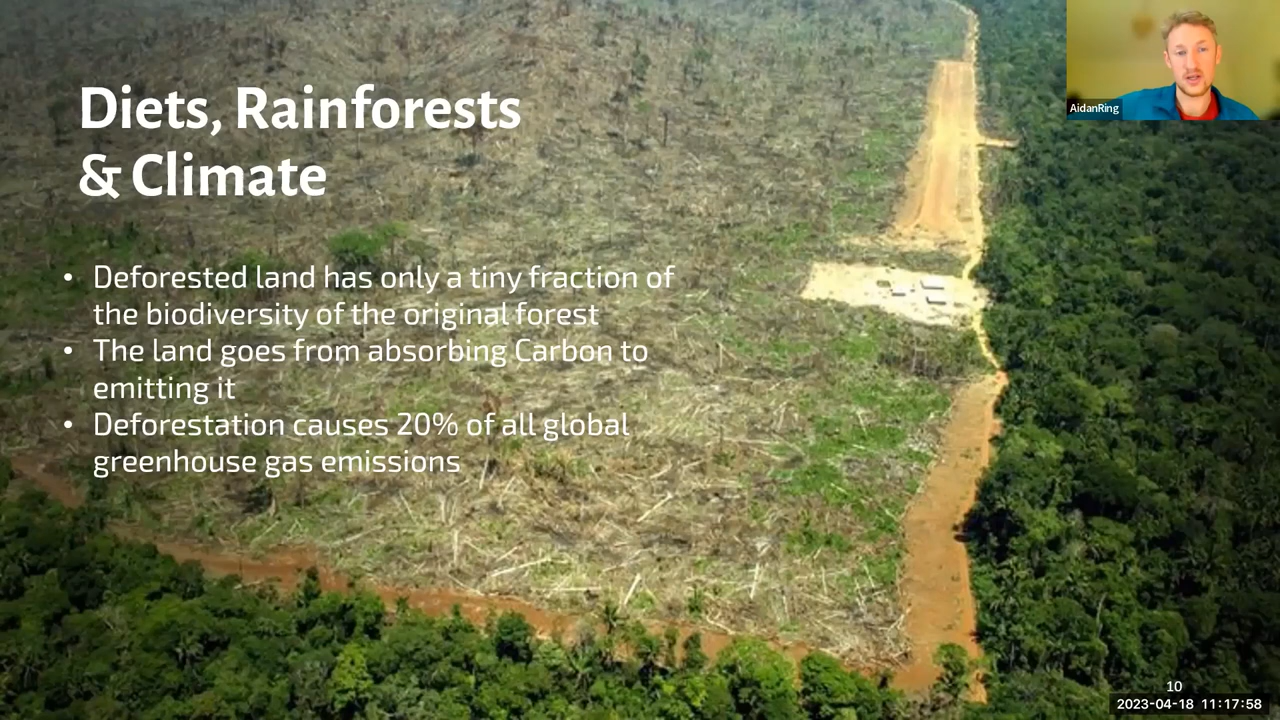 AidanRing
Diets, Rainforests
& Climate
• Deforested land has only a tiny fraction of
the biodiversity of the original forest
• The land goes from absorbing Carbon to
emitting it
• Deforestation causes 20% of all global
greenhouse gas emissions
10
2023-04-18 11:17:58